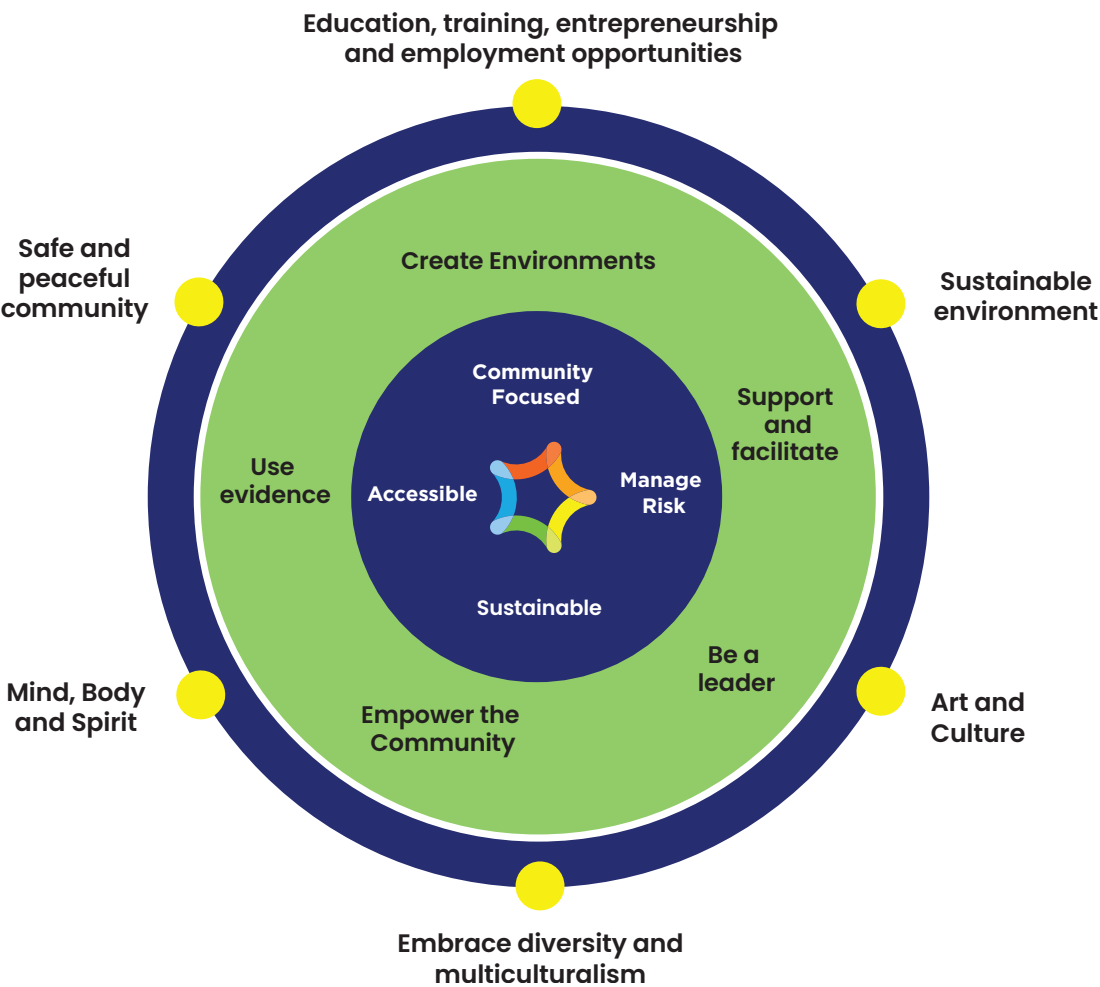 Education, training, entrepreneurship
and employment opportunities
Safe and
peaceful
community
Sustainable
environment
Create Environments
Community
Focused
Support
and
facilitate
Use
evidence
Accessible
Manage
Risk
Sustainable
Be a
leader
Mind, Body
and Spirit
Empower the
Community
Art and
Culture
Embrace diversity and
multiculturalism